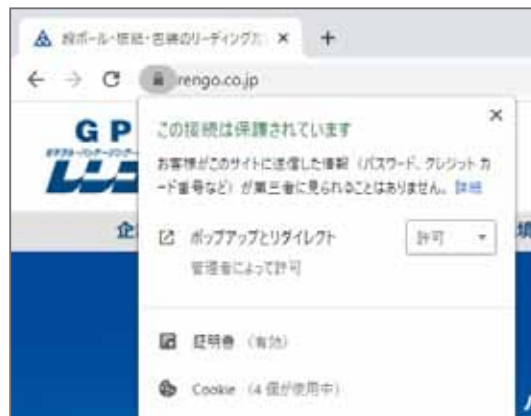 段ボール・板紙・包装のリーディングカ
rengo.co.jp
GP
レンゴ
この接続は保護されています
お客様がこのサイトに送信した情報（パスワード、クレジット カ
ード番号など）が第三者に見られることはありません。詳細
企
ポップアップとリダイレクト
許可
管理者によって許可
証明書（有効）
Cookie（4 個が使用中）